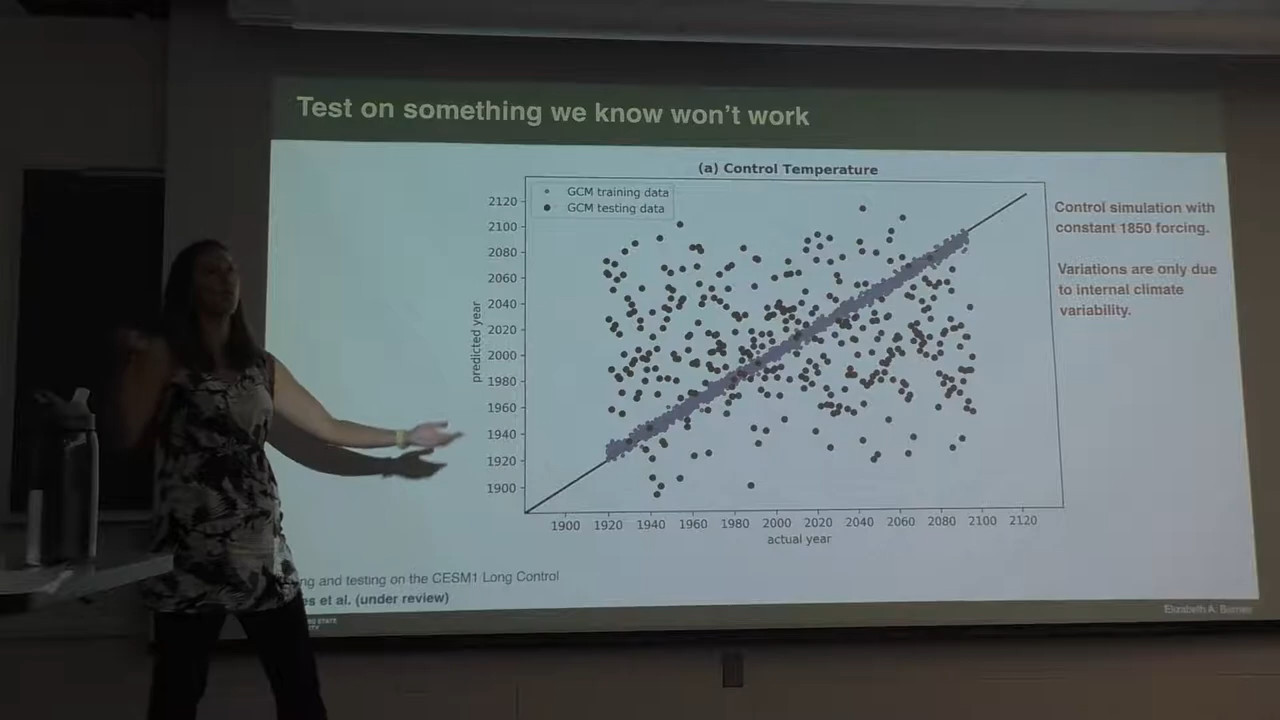 Test on something we know won't work
(a) Control Temperature
GCM training data
GCM testing data
2120
2100
2080
2060
2040
2020
2000
1980
1960
1940
1920
1900
predicted year
1900 1920 1940 1960 1980 2000 2020 2040 2060 2080 2100 2120
actual year
Control simulation with
constant 1850 forcing.
Variations are only due
to internal climate
variability.
and testing on the CESM1 Long Control
et al. (under review)
STATE
Elizabeth A. Barnes